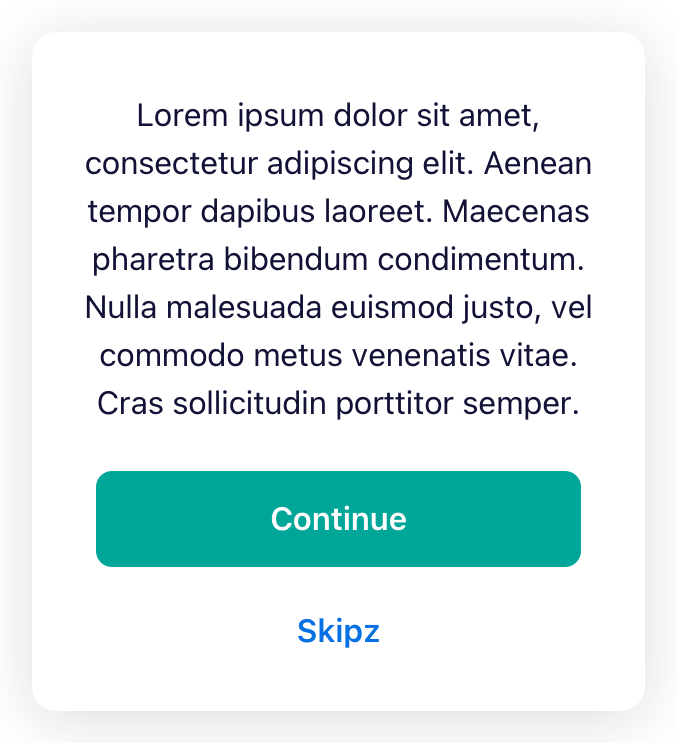 Lorem ipsum dolor sit amet,
consectetur adipiscing elit. Aenean
tempor dapibus laoreet. Maecenas
pharetra bibendum condimentum.
Nulla malesuada euismod justo, vel
commodo metus venenatis vitae.
Cras sollicitudin porttitor semper.
Continue
Skipz